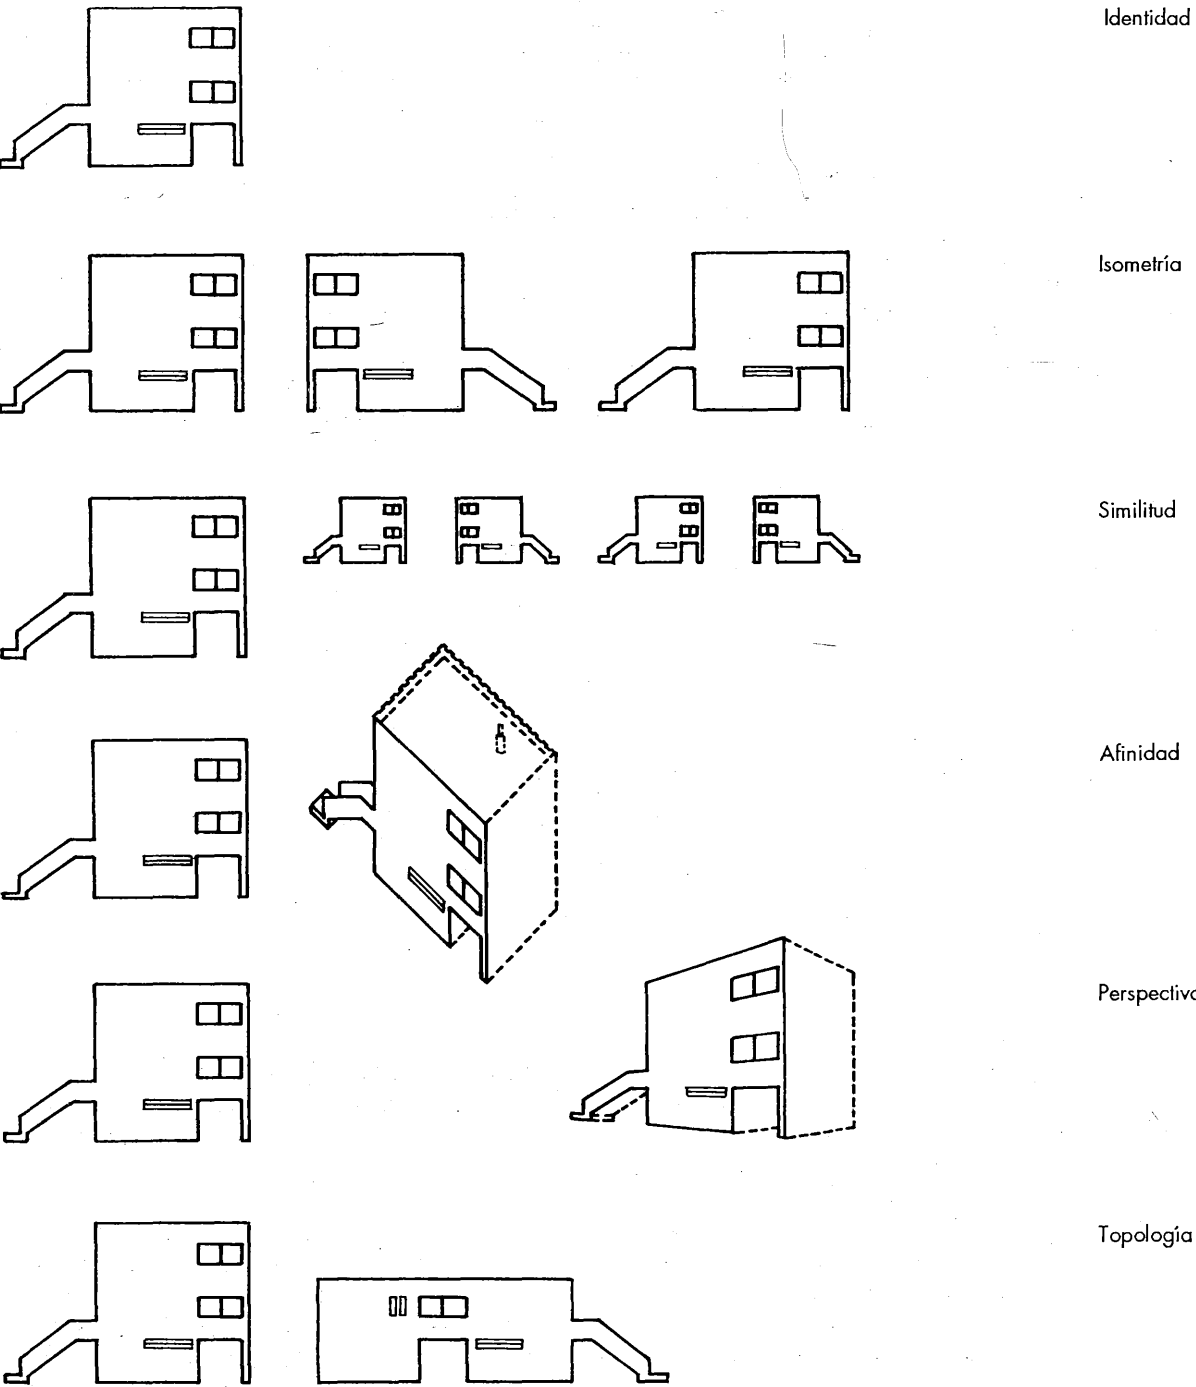 Identidad
Isometría
Similitud
Afinidad
Perspectiva
Topología